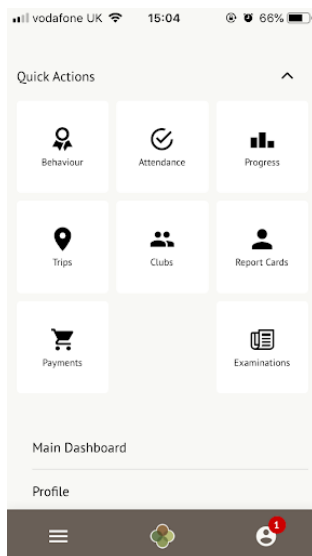 vodafone UK 15:04 66%
Quick Actions
Behaviour Attendance Progress
Trips Clubs Report Cards
Payments Examinations
Main Dashboard
Profile
1